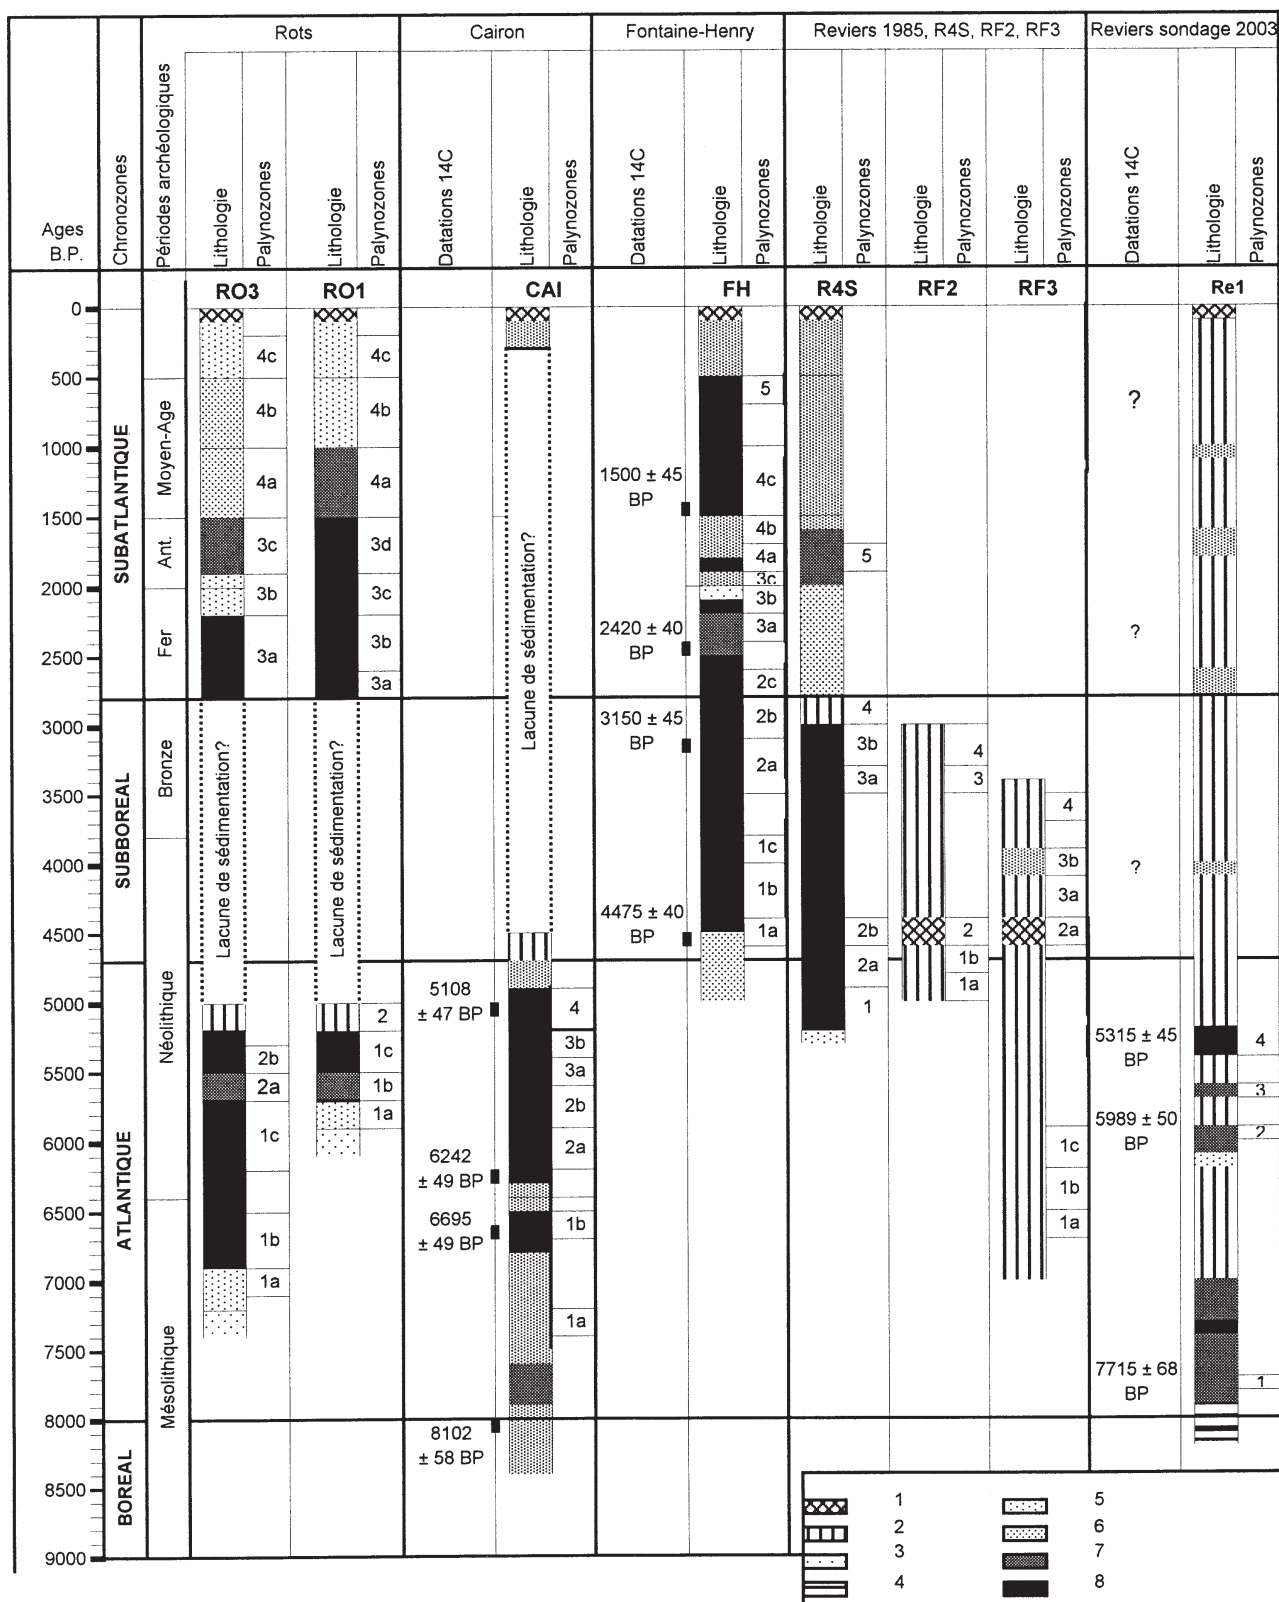 Rots
Cairon
Fontaine-Henry
Reviers 1985, R4S, RF2, RF3
Reviers sondage 2003
Ages
B.P.
Chronozones
Périodes archéologiques
Lithologie
Palynozones
Lithologie
Palynozones
Datations 14C
Lithologie
Palynozones
Datations 14C
Lithologie
Palynozones
Lithologie
Palynozones
Lithologie
Palynozones
Lithologie
Palynozones
Datations 14C
Lithologie
Palynozones
RO3
RO1
CAI
FH
R4S
RF2
RF3
Re1
0
500
1000
1500
2000
2500
3000
3500
4000
4500
5000
5500
6000
6500
7000
7500
8000
8500
9000
SUBATLANTIQUE
SUBBOREAL
ATLANTIQUE
BOREAL
Moyen-Age
Ant.
Fer
Bronze
Néolithique
Mésolithique
4c
4b
4a
3c
3b
3a
Lacune de sédimentation?
2b
2a
1c
1b
1a
4c
4b
4a
3d
3c
3b
3a
Lacune de sédimentation?
2
1c
1b
1a
Lacune de sédimentation?
5108
± 47 BP
6242
± 49 BP
6695
± 49 BP
8102
± 58 BP
4
3b
3a
2b
2a
1b
1a
1500 ± 45
BP
2420 ± 40
BP
3150 ± 45
BP
4475 ± 40
BP
5
4c
4b
4a
3c
3b
3a
2c
2b
2a
1c
1b
1a
5
4
3b
3a
2b
2a
1
4
3
2
1b
1a
4
3b
3a
2a
1c
1b
1a
?
?
?
5315 ± 45
BP
5989 ± 50
BP
7715 ± 68
BP
4
3
2
1
1
2
3
4
5
6
7
8